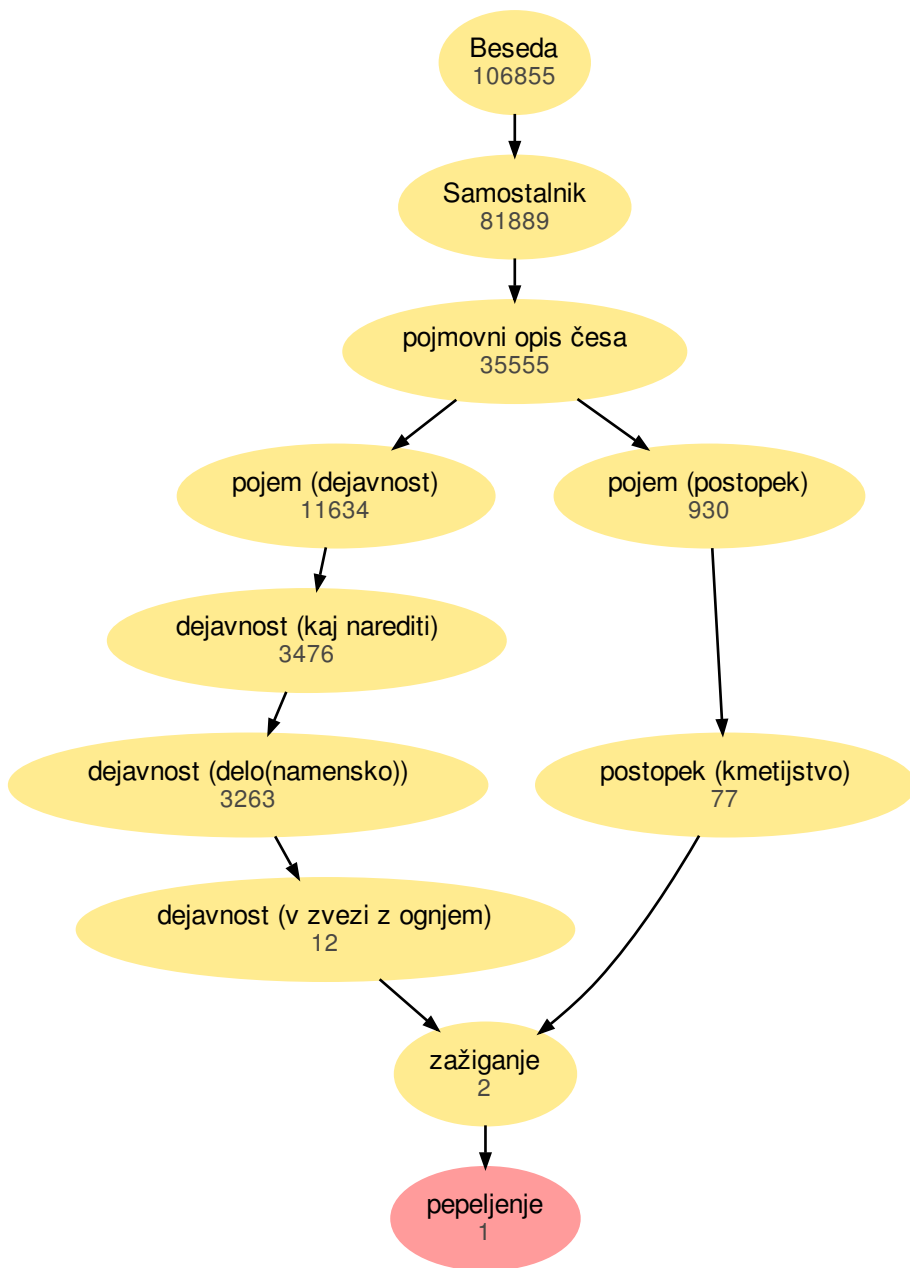 Beseda
106855
Samostalnik
81889
pojmovni opis česa
35555
pojem (dejavnost)
11634
pojem (postopek)
930
dejavnost (kaj narediti)
3476
dejavnost (delo(namensko))
3263
postopek (kmetijstvo)
77
dejavnost (v zvezi z ognjem)
12
zažiganje
2
pepeljenje
1